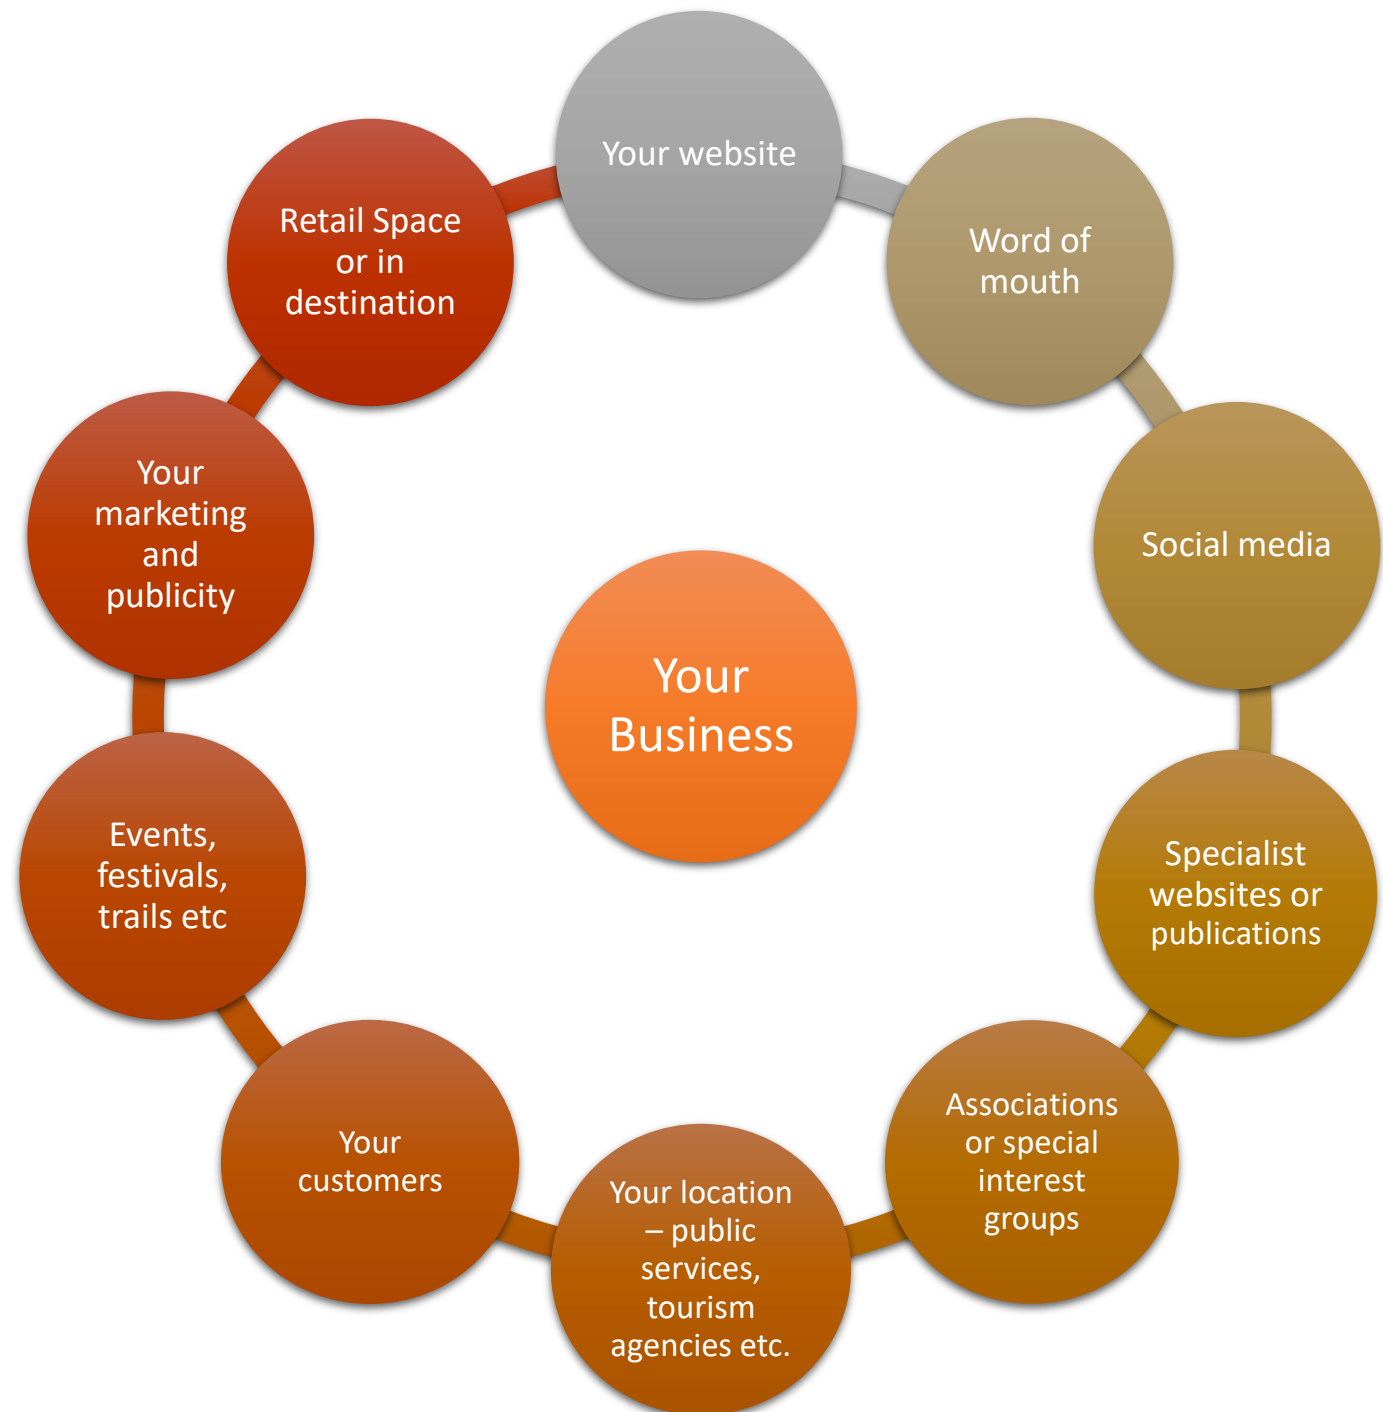 Your website
Word of
mouth
Social media
Specialist
websites or
publications
Associations
or special
interest
groups
Your location
– public
services,
tourism
agencies etc.
Your
customers
Events,
festivals,
trails etc
Your
marketing
and
publicity
Retail Space
or in
destination
Your
Business